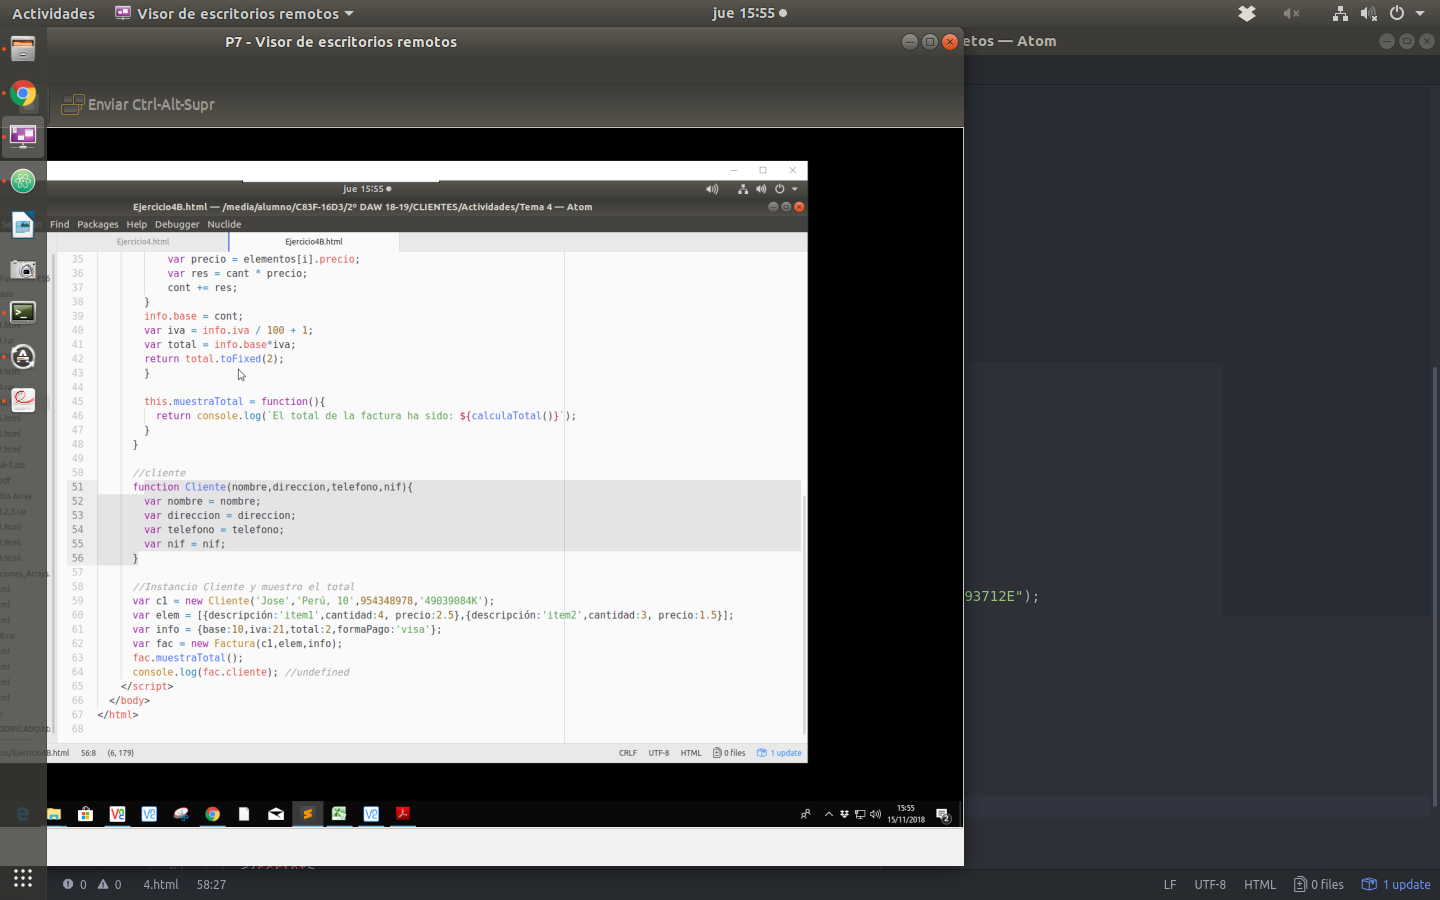 Actividades
Visor de escritorios remotos
jue 15:55
P7 - Visor de escritorios remotos
etos — Atom
Enviar Ctrl-Alt-Supr
jue 15:55
Ejercicio4B.html — /media/alumno/C83F-16D3/2º DAW 18-19/CLIENTES/Actividades/Tema 4 — Atom
Find Packages Help Debugger Nuclide
Ejercicio4.html Ejercicio4B.html
35 var precio = elementos[i].precio;
36 var res = cant * precio;
37 cont += res;
38 }
39 info.base = cont;
40 var iva = info.iva / 100 + 1;
41 var total = info.base*iva;
42 return total.toFixed(2);
43 }
44
45 this.muestraTotal = function(){
46 return console.log(`El total de la factura ha sido: ${calculaTotal()}`);
47 }
48 }
49
50 //cliente
51 function Cliente(nombre,direccion,telefono,nif){
52 var nombre = nombre;
53 var direccion = direccion;
54 var telefono = telefono;
55 var nif = nif;
56 }
57
58 //Instancio Cliente y muestro el total
59 var c1 = new Cliente('Jose','Perú, 10',954348978,'49039084K');
60 var elem = [{descripción:'item1',cantidad:4, precio:2.5},{descripción:'item2',cantidad:3, precio:1.5}];
61 var info = {base:10,iva:21,total:2,formaPago:'visa'};
62 var fac = new Factura(c1,elem,info);
63 fac.muestraTotal();
64 console.log(fac.cliente); //undefined
65 </script>
66 </body>
67 </html>
68
93712E");
os/Ejercicio4B.html 56:8 (6, 179) CRLF UTF-8 HTML 0 files 1 update
15:55
15/11/2018
2
0 0 4.html 58:27 LF UTF-8 HTML 0 files 1 update